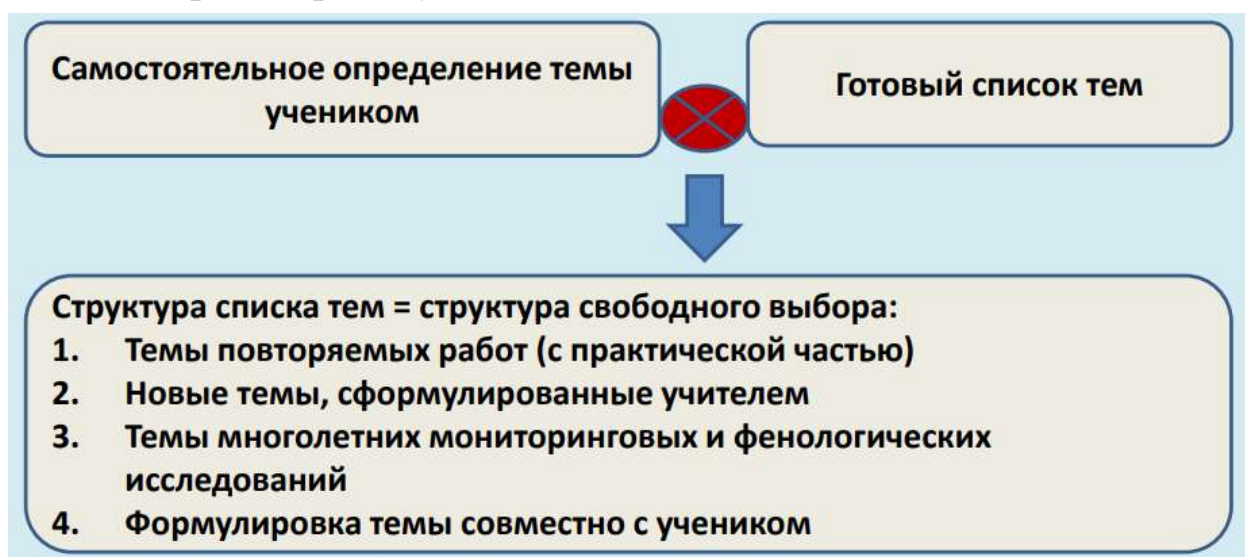 Самостоятельное определение темы
учеником
Готовый список тем
Структура списка тем = структура свободного выбора:
1. Темы повторяемых работ (с практической частью)
2. Новые темы, сформулированные учителем
3. Темы многолетних мониторинговых и фенологических
исследований
4. Формулировка темы совместно с учеником